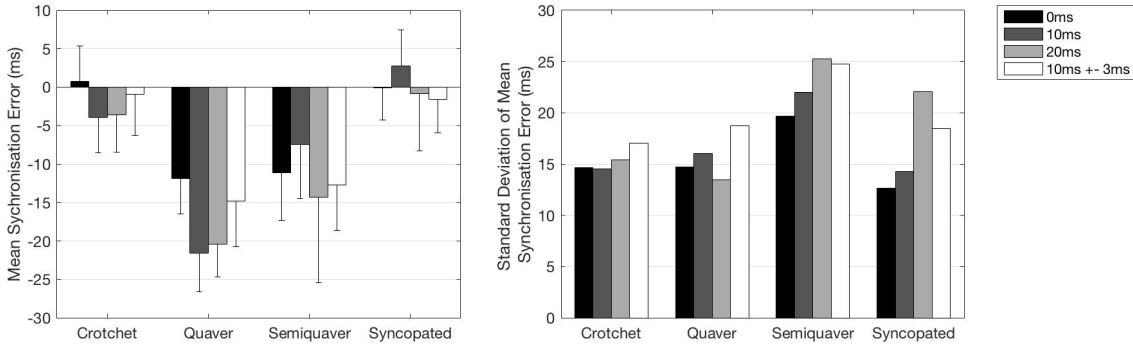 Mean Sychronisation Error (ms)
10
5
0
-5
-10
-15
-20
-25
-30
Crotchet
Quaver
Semiquaver
Syncopated
Standard Deviation of Mean
Synchronisation Error (ms)
30
25
20
15
10
5
0
Crotchet
Quaver
Semiquaver
Syncopated
0ms
10ms
20ms
10ms +- 3ms